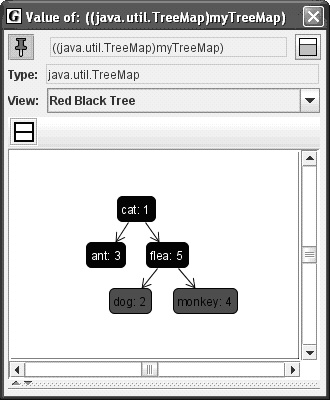 G Value of: ((java.util.TreeMap)myTreeMap)
((java.util.TreeMap)myTreeMap)
Type: java.util.TreeMap
View: Red Black Tree
cat: 1
ant: 3 flea: 5
dog: 2 monkey: 4